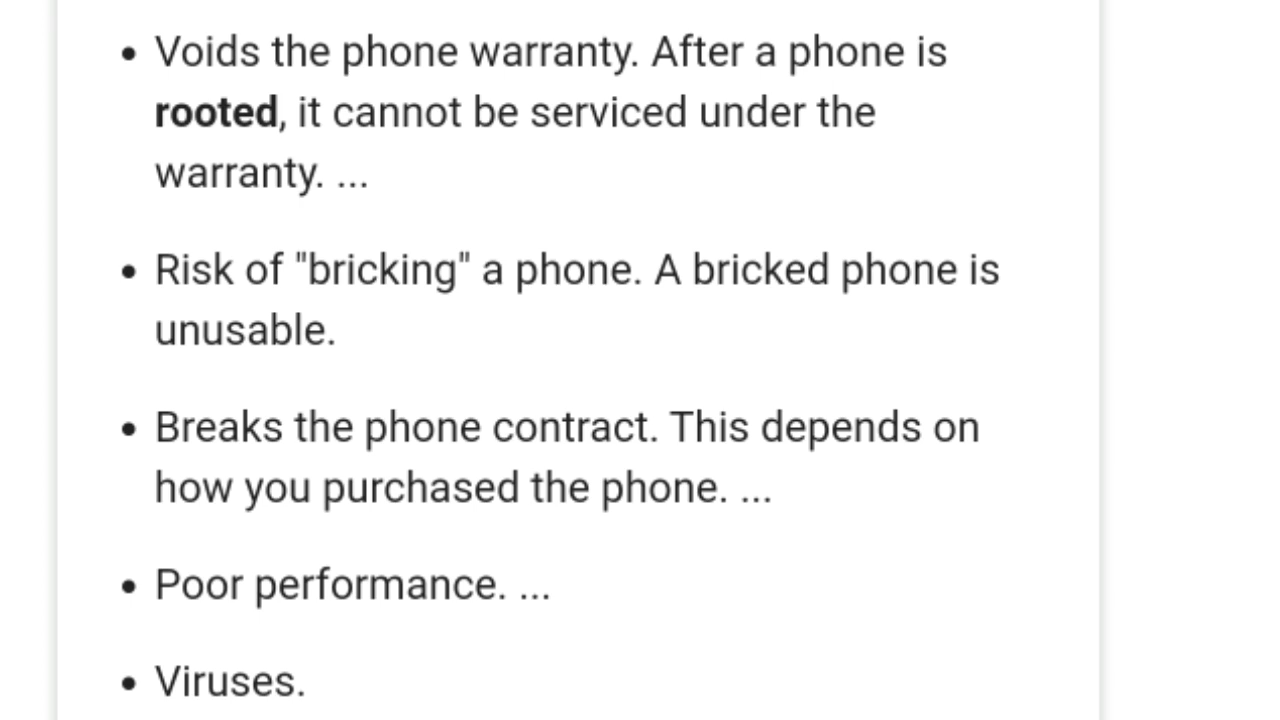 • Voids the phone warranty. After a phone is
rooted, it cannot be serviced under the
warranty. ...
• Risk of "bricking" a phone. A bricked phone is
unusable.
• Breaks the phone contract. This depends on
how you purchased the phone. ...
• Poor performance. ...
• Viruses.